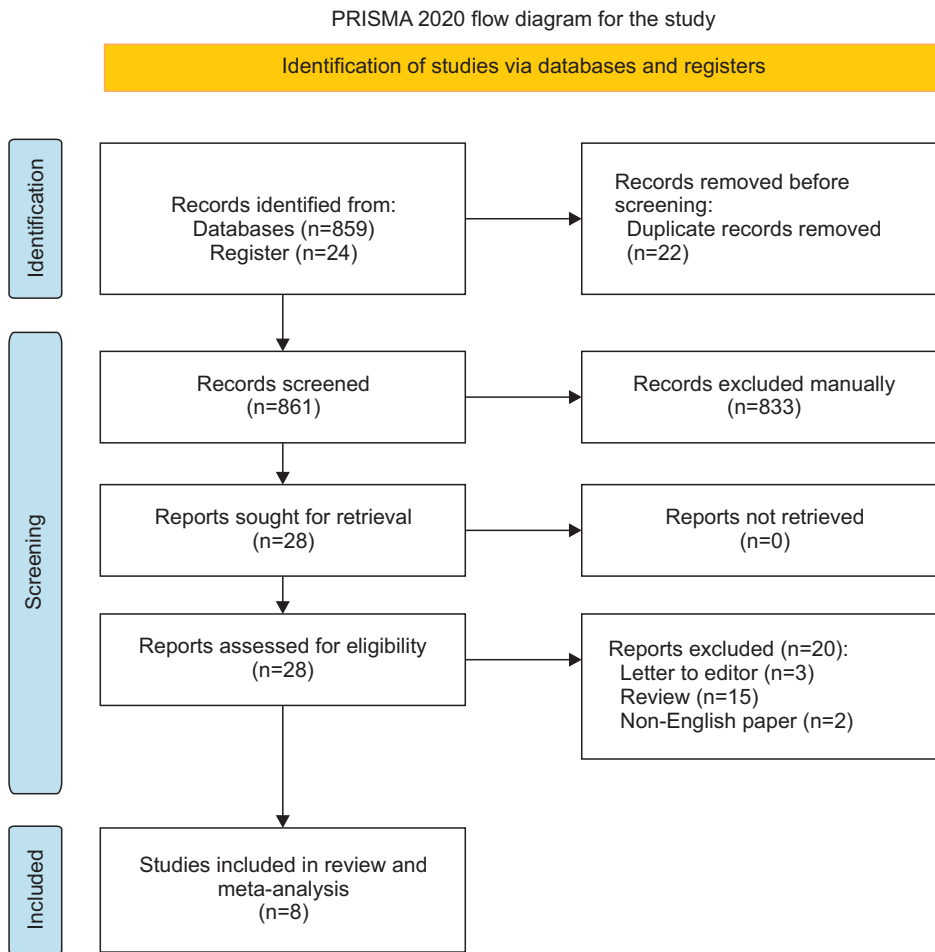 PRISMA 2020 flow diagram for the study
Identification of studies via databases and registers
Identification
Records identified from:
Databases (n=859)
Register (n=24)
Records removed before
screening:
Duplicate records removed
(n=22)
Screening
Records screened
(n=861)
Records excluded manually
(n=833)
Reports sought for retrieval
(n=28)
Reports not retrieved
(n=0)
Reports assessed for eligibility
(n=28)
Reports excluded (n=20):
Letter to editor (n=3)
Review (n=15)
Non-English paper (n=2)
Included
Studies included in review and
meta-analysis
(n=8)